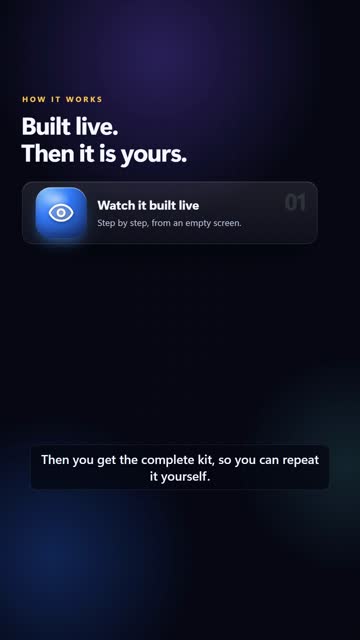 HOW IT WORKS
Built live.
Then it is yours.
Watch it built live
01
Step by step, from an empty screen.
Then you get the complete kit, so you can repeat
it yourself.